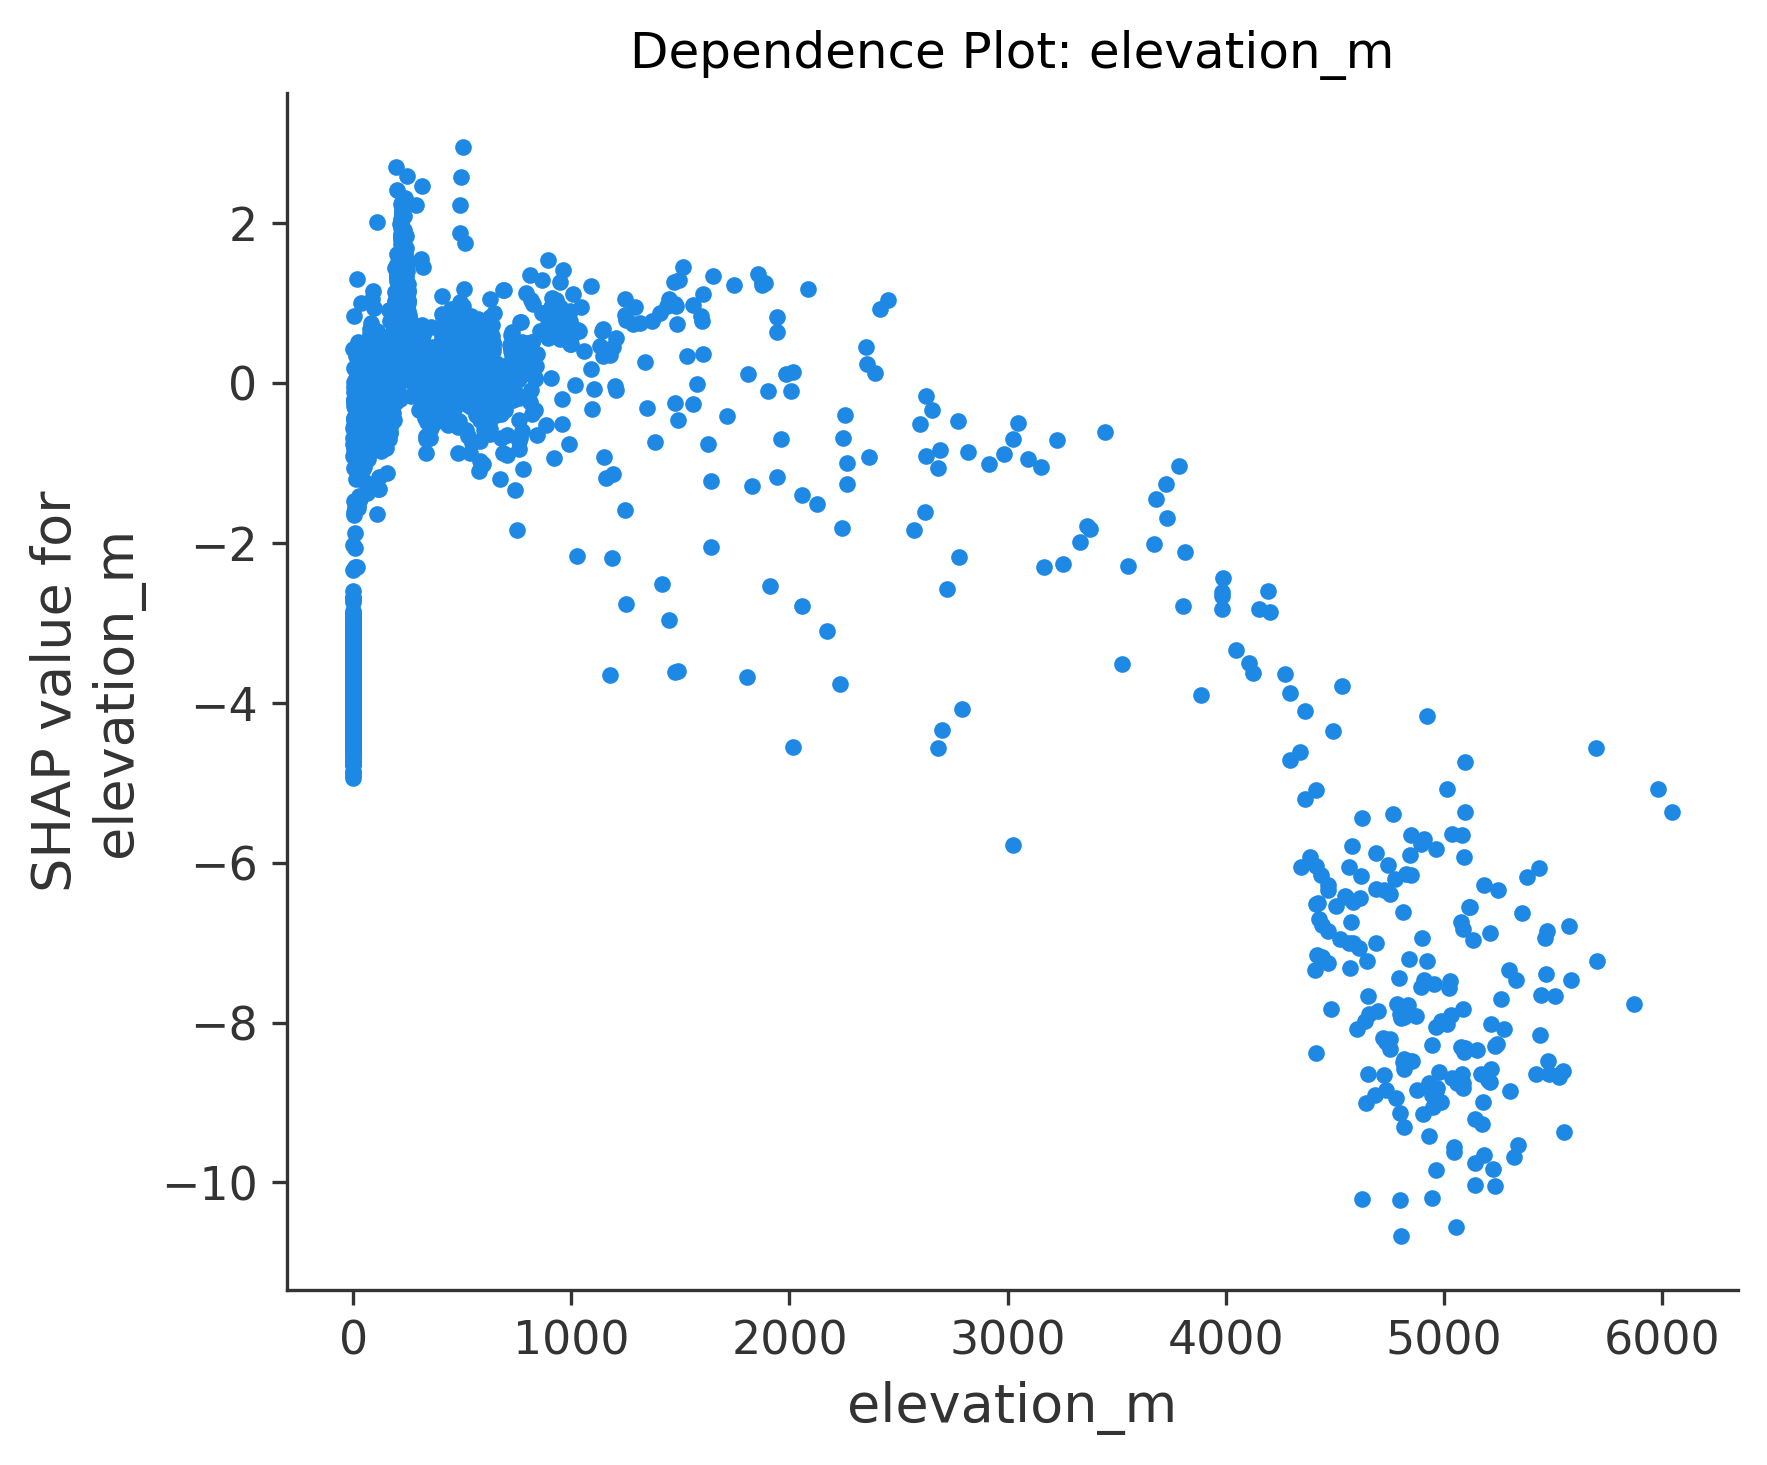 Dependence Plot: elevation_m
SHAP value for
elevation_m
2
0
−2
−4
−6
−8
−10
0 1000 2000 3000 4000 5000 6000
elevation_m